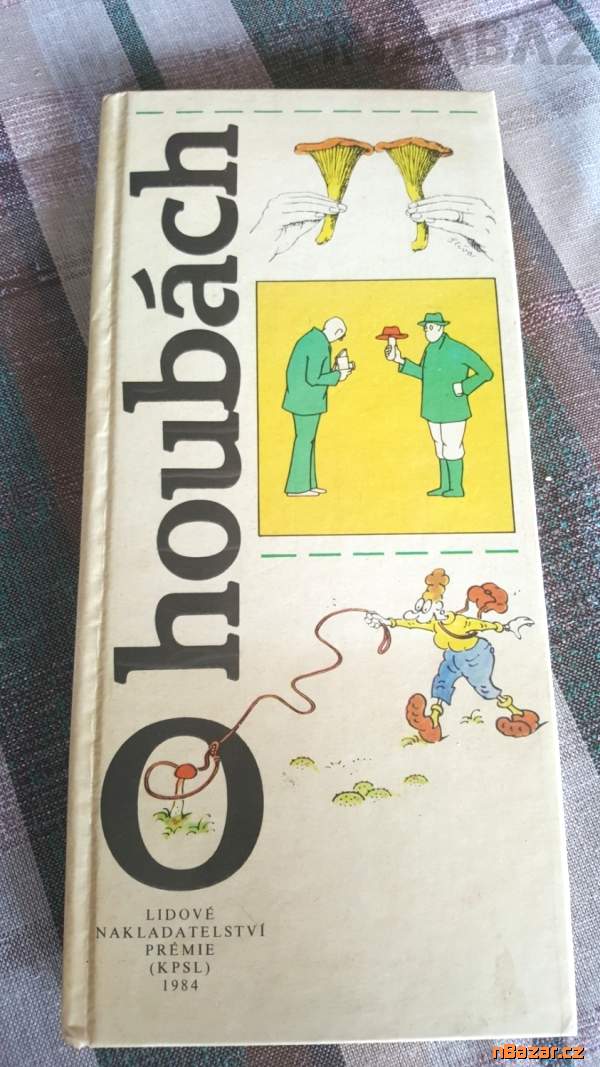 O houbách
LIDOVÉ
NAKLADATELSTVÍ
PRÉMIE
(KPSL)
1984
nBazar.cz